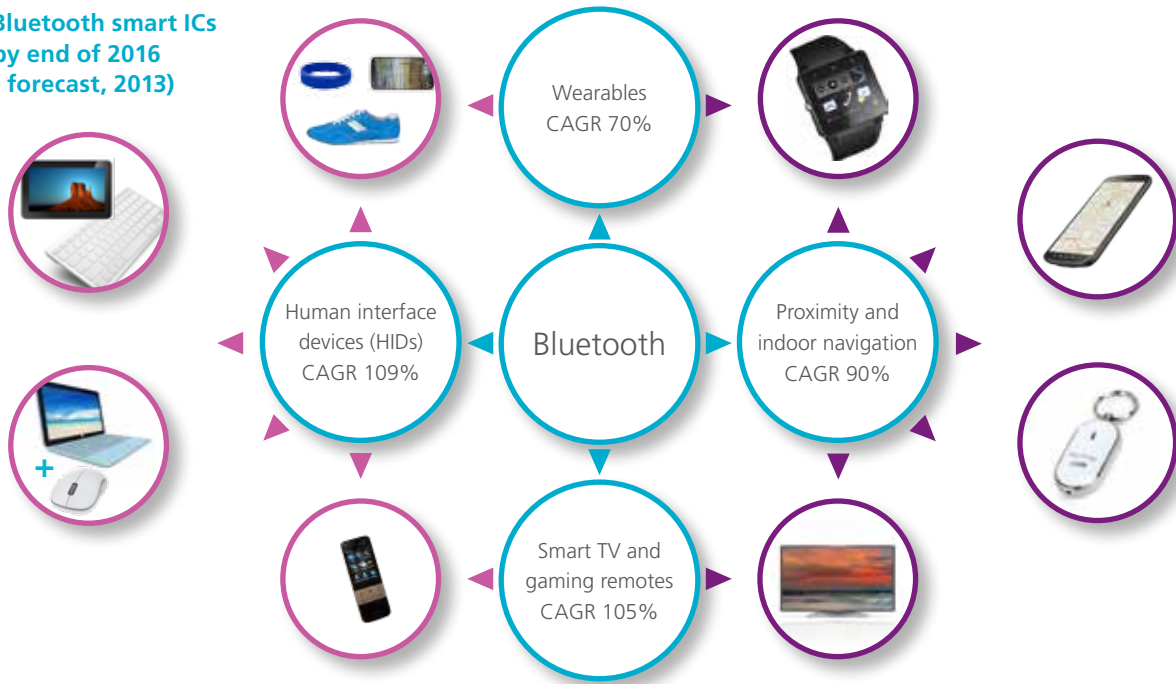 Bluetooth smart ICs
by end of 2016
forecast, 2013)
Wearables
CAGR 70%
Human interface
devices (HIDs)
CAGR 109%
Bluetooth
Proximity and
indoor navigation
CAGR 90%
+
Smart TV and
gaming remotes
CAGR 105%